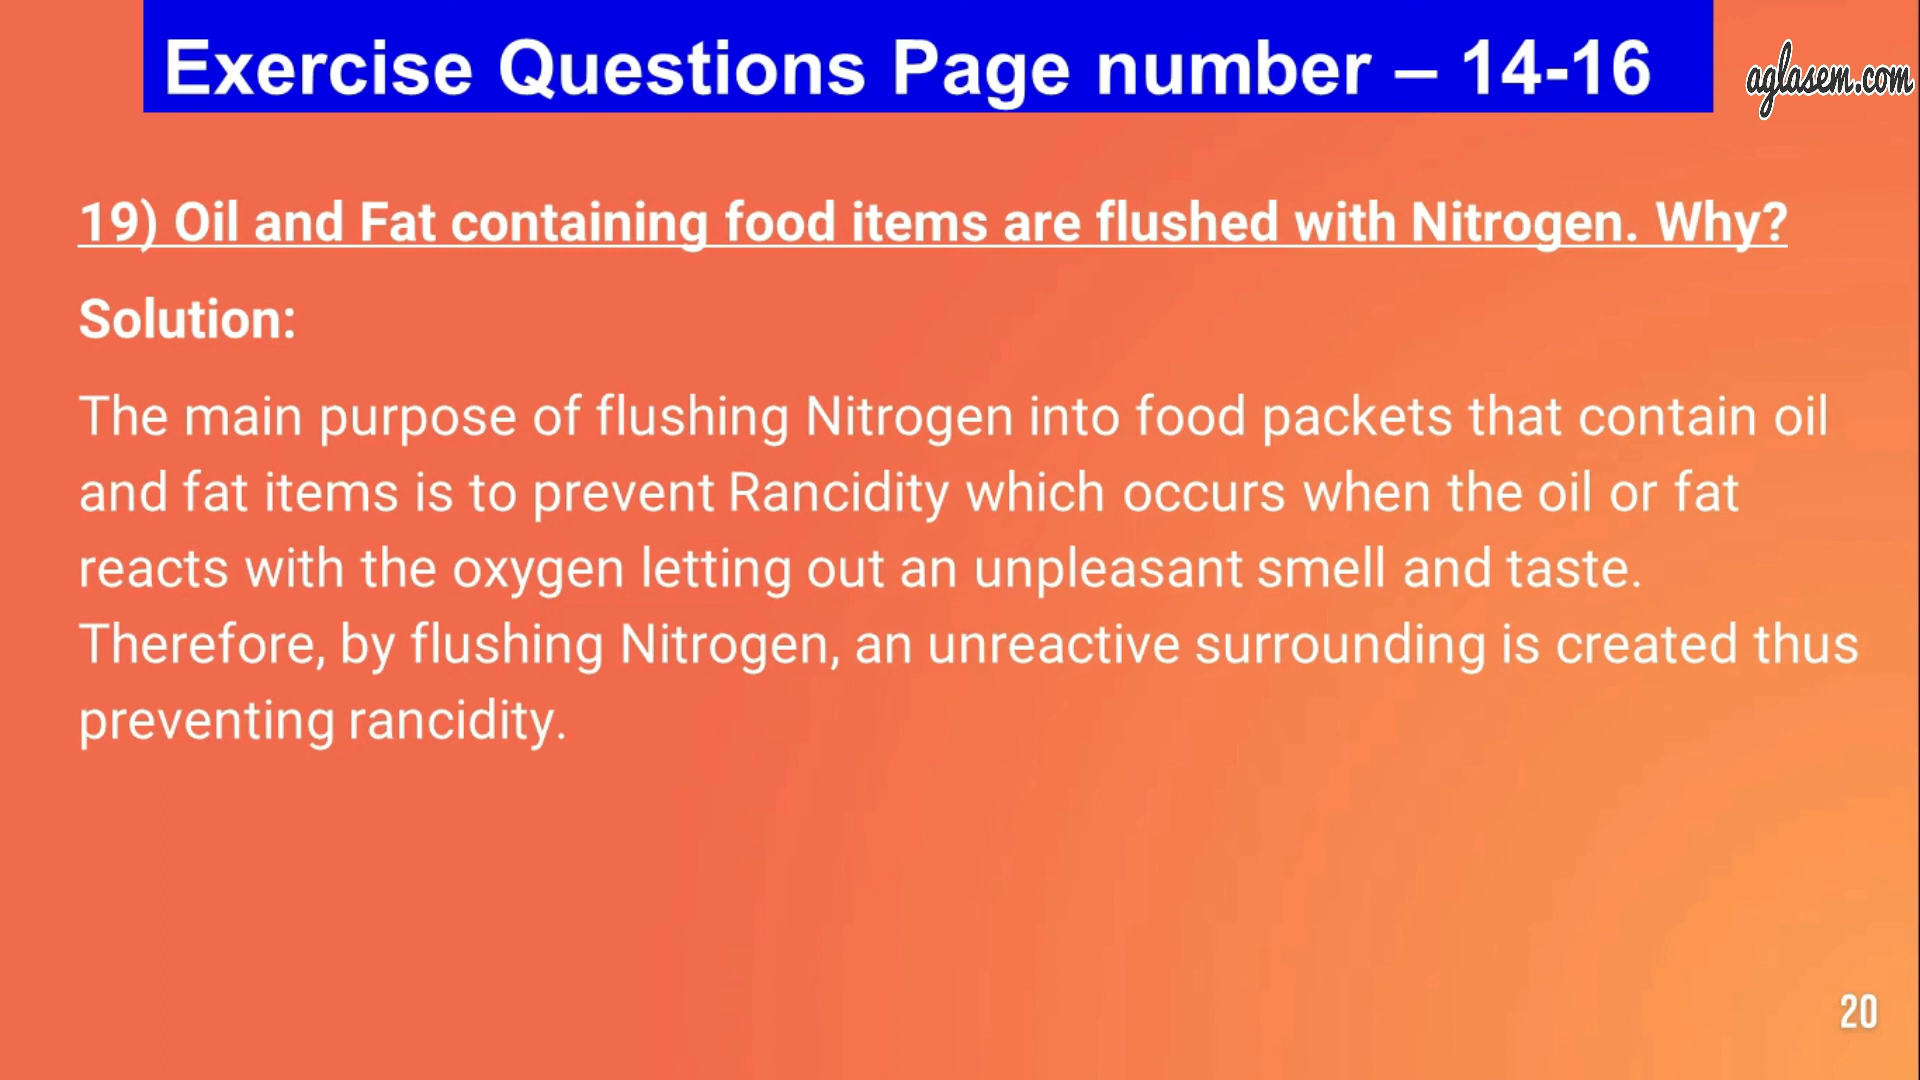 Exercise Questions Page number – 14-16
aglasem.com
19) Oil and Fat containing food items are flushed with Nitrogen. Why?
Solution:
The main purpose of flushing Nitrogen into food packets that contain oil
and fat items is to prevent Rancidity which occurs when the oil or fat
reacts with the oxygen letting out an unpleasant smell and taste.
Therefore, by flushing Nitrogen, an unreactive surrounding is created thus
preventing rancidity.
20